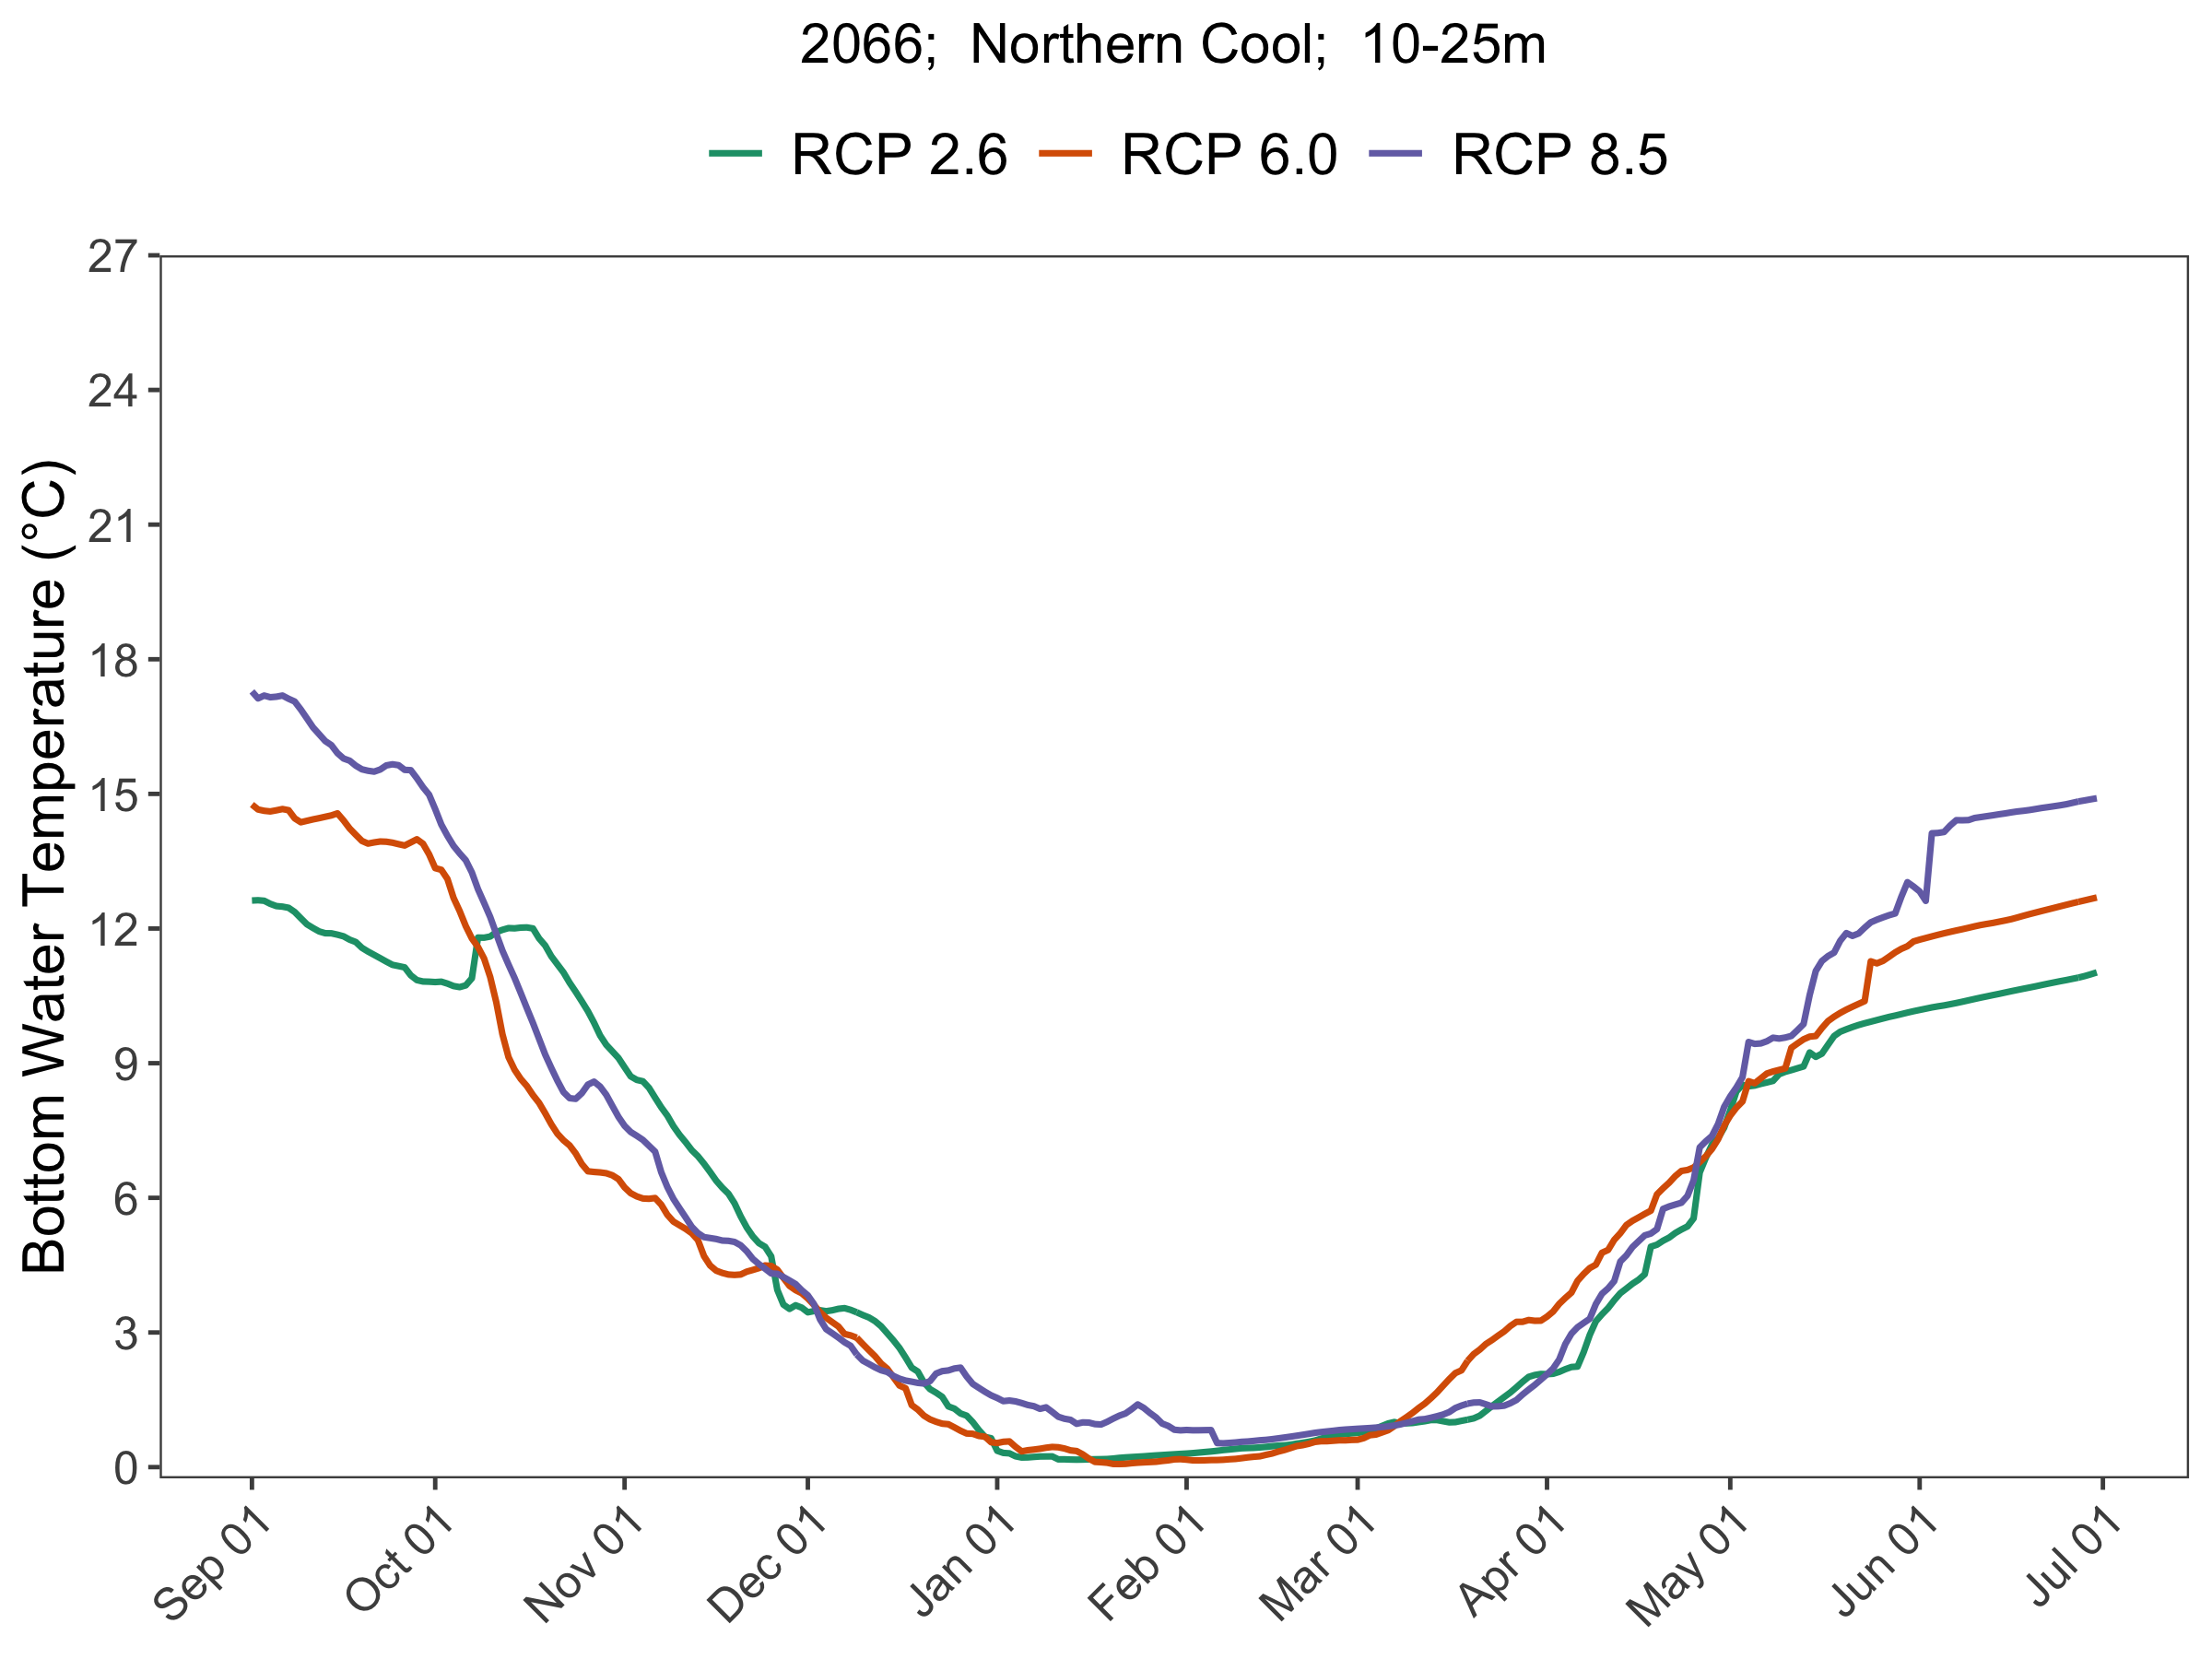 2066;  Northern Cool;  10-25m
RCP 2.6 RCP 6.0 RCP 8.5
Bottom Water Temperature (°C)
27
24
21
18
15
12
9
6
3
0
Sep 01 Oct 01 Nov 01 Dec 01 Jan 01 Feb 01 Mar 01 Apr 01 May 01 Jun 01 Jul 01